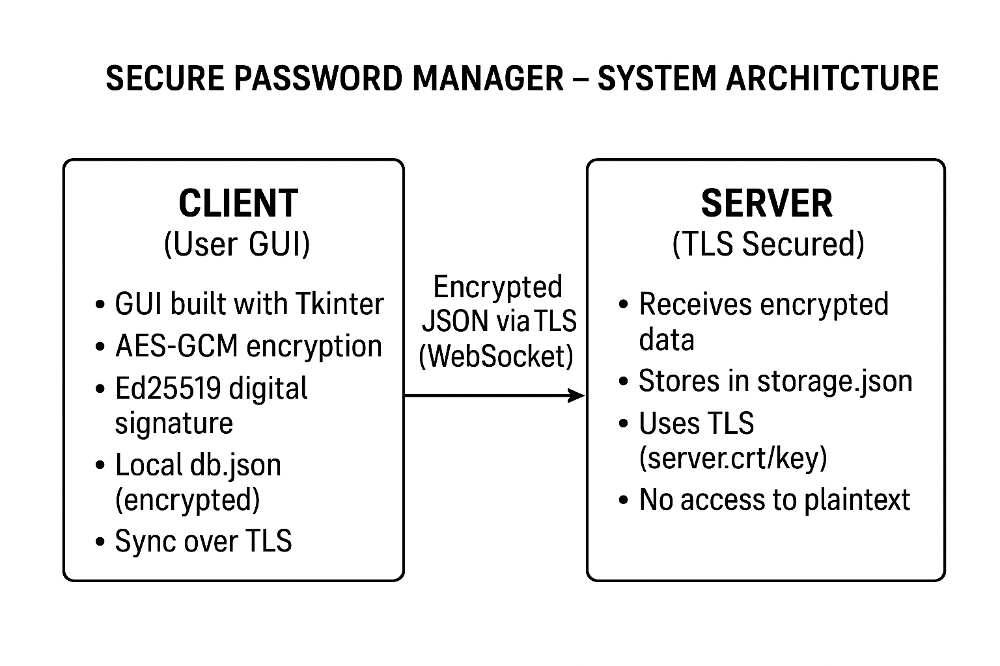 SECURE PASSWORD MANAGER – SYSTEM ARCHITCTURE
CLIENT
(User GUI)
• GUI built with Tkinter
• AES-GCM encryption
• Ed25519 digital
signature
• Local db.json
(encrypted)
• Sync over TLS
Encrypted
JSON via TLS
(WebSocket)
SERVER
(TLS Secured)
• Receives encrypted
data
• Stores in storage.json
• Uses TLS
(server.crt/key)
• No access to plaintext